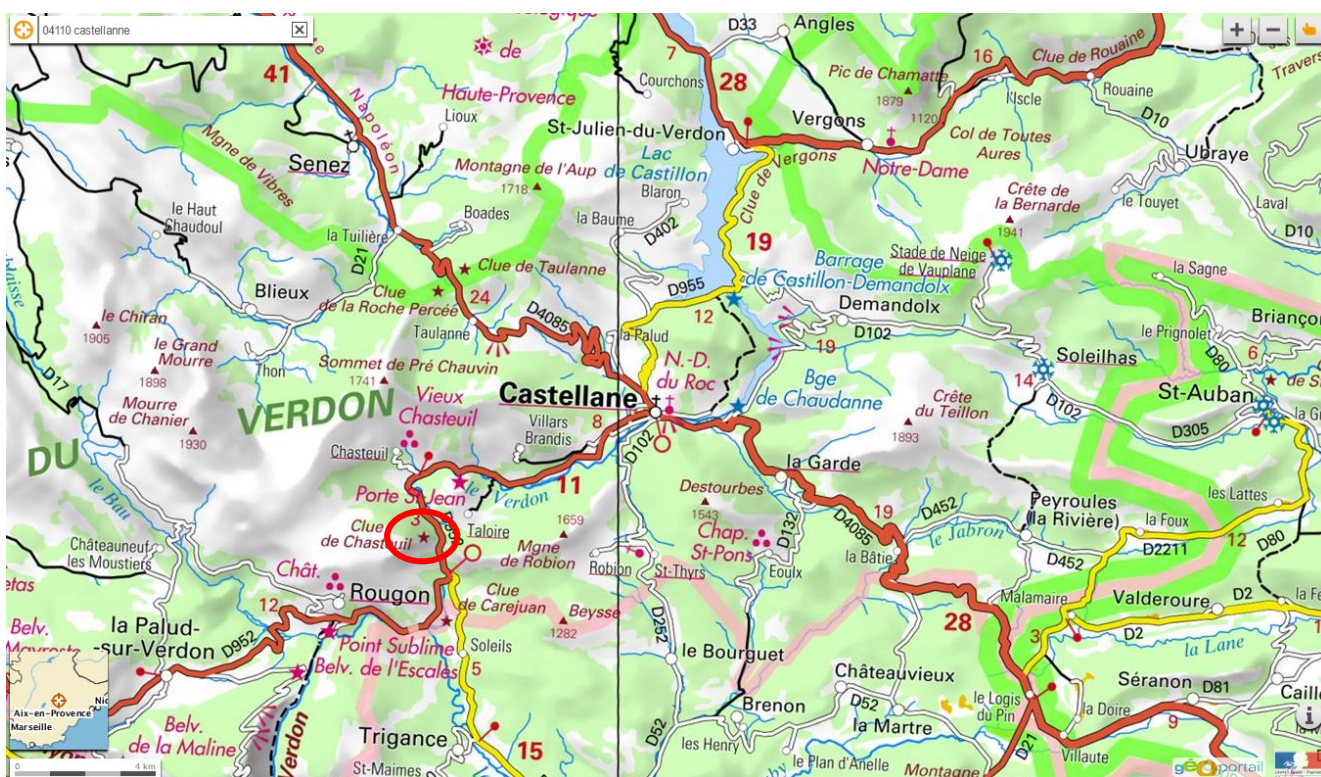 04110 castellanne
41
Napoléon
de
Haute-Provence
Lioux
Senez
Mgne de Vibres
Montagne de l'Aup
1718
le Haut
Chaudoul
la Tuilière
D21
Boades
Clue de Taulanne
Clue
de la Roche Percée
24
Taulanne
D4085
Blieux
Thon
le Chiran
1905
le Grand
Mourre
1898
Mourre
de Chanier
1930
D17
Sommet de Pré Chauvin
1741
DU
VERDON
Vieux
Chasteuil
Chasteuil
Villars
Brandis
8
11
le Verdon
Porte St-Jean
3
Taloire
Clue
de Chasteuil
1659
Mgne
de Robion
le Bau
Châteauneuf
les Moustiers
Chât.
Rougon
12
la Palud-
-sur-Verdon
D952
Point Sublime
Belv. de l'Escales
Clue
de Carejuan
Beysse
1282
Soleils
5
Belv.
Belv.
de la Maline
Verdon
Trigance
15
St-Maimes
D33
Angles
7
Courchons
28
St-Julien-du-Verdon
Lac
de Castillon
Blaron
la Baume
D402
Clue de Vergons
19
Vergons
Pic de Chamatte
1879
1120
Notre-Dame
Col de Toutes
Aures
16
l'Iscle
Clue de Rouaine
Rouaine
D10
Ubraye
le Touyet
Laval
D10
Travers
Crête de
la Bernarde
1941
Stade de Neige
de Vauplane
Barrage
de Castillon-Demandolx
D955
12
la Palud
N.-D.
du Roc
Castellane
D102
Demandolx
D102
19
Bge
de Chaudanne
Crête
du Teillon
1893
Soleilhas
14
D102
la Sagne
le Prignolet
Brianço
D80
6
St-Auban
D305
les Lattes
la Garde
Destourbes
1543
Chap.
St-Pons
D132
Eoulx
D4085
19
la Bâtie
D452
le Jabron
Peyroules
(la Rivière)
D452
la Foux
D2211
12
D80
Malamaire
Valderoure
D2
D2
la Lane
3
28
Robion
St-Thyrs
D252
le Bourguet
Brenon
D52
les Henry
Châteauvieux
D52
la Martre
le Plan d'Anelle
Montagne
le Logis
du Pin
D21
la Doire
Villaute
Séranon
D81
9
Caill
Aix-en-Provence
Marseille
Nic
0
4 km
géoportail